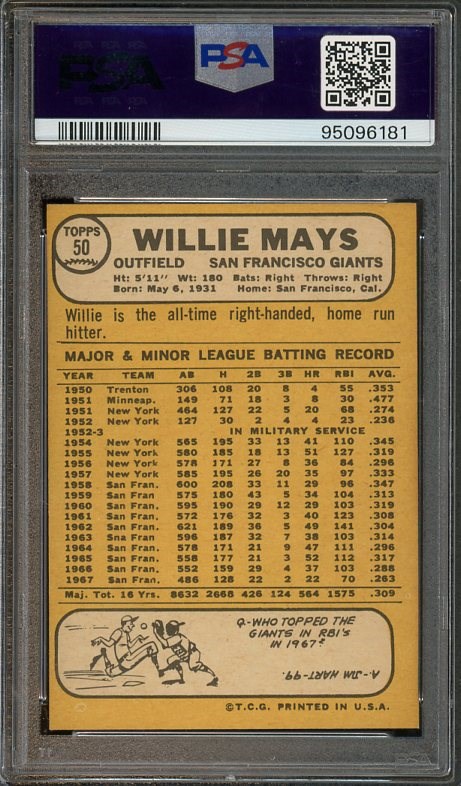 PSA
PSA
95096181
TOPPS
50
WILLIE MAYS
OUTFIELD SAN FRANCISCO GIANTS
Ht: 5'11" Wt: 180 Bats: Right Throws: Right
Born: May 6, 1931 Home: San Francisco, Cal.
Willie is the all-time right-handed, home run
hitter.
MAJOR & MINOR LEAGUE BATTING RECORD
YEAR TEAM AB H 2B 3B HR RBI AVG.
1950 Trenton 306 108 20 8 4 55 .353
1951 Minneap. 149 71 18 3 8 30 .477
1951 New York 464 127 22 5 20 68 .274
1952 New York 127 30 2 4 4 23 .236
1952-3 IN MILITARY SERVICE
1954 New York 565 195 33 13 41 110 .345
1955 New York 580 185 18 13 51 127 .319
1956 New York 578 171 27 8 36 84 .296
1957 New York 585 195 26 20 35 97 .333
1958 San Fran. 600 208 33 11 29 96 .347
1959 San Fran. 575 180 43 5 34 104 .313
1960 San Fran. 595 190 29 12 29 103 .319
1961 San Fran. 572 176 32 3 40 123 .308
1962 San Fran. 621 189 36 5 49 141 .304
1963 Sna Fran 596 187 32 7 38 103 .314
1964 San Fran. 578 171 21 9 47 111 .296
1965 San Fran. 558 177 21 3 52 112 .317
1966 San Fran. 552 159 29 4 37 103 .288
1967 San Fran. 486 128 22 2 22 70 .263
Maj. Tot. 16 Yrs. 8632 2668 426 124 564 1575 .309
Q-WHO TOPPED THE
GIANTS IN RBI'S
IN 1967?
A- JIM HART-99.
©T.C.G. PRINTED IN U.S.A.